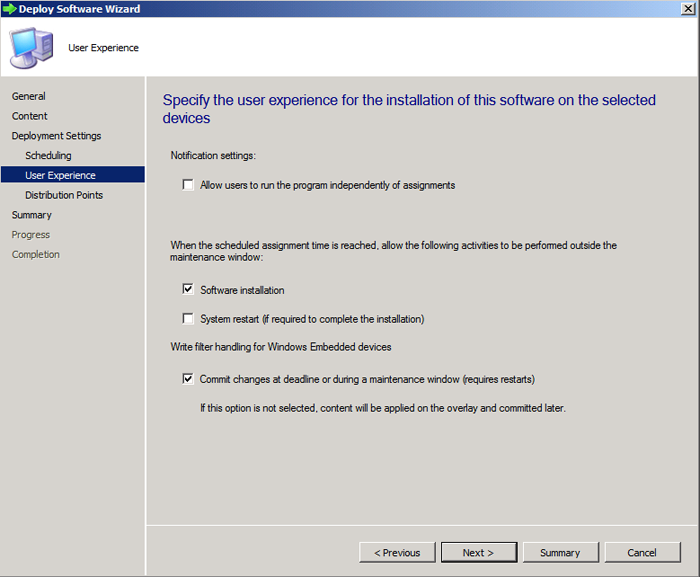 Deploy Software Wizard
User Experience
General
Content
Deployment Settings
Scheduling
User Experience
Distribution Points
Summary
Progress
Completion
Specify the user experience for the installation of this software on the selected
devices
Notification settings:
Allow users to run the program independently of assignments
When the scheduled assignment time is reached, allow the following activities to be performed outside the
maintenance window:
Software installation
System restart (if required to complete the installation)
Write filter handling for Windows Embedded devices
Commit changes at deadline or during a maintenance window (requires restarts)
If this option is not selected, content will be applied on the overlay and committed later.
< Previous
Next >
Summary
Cancel